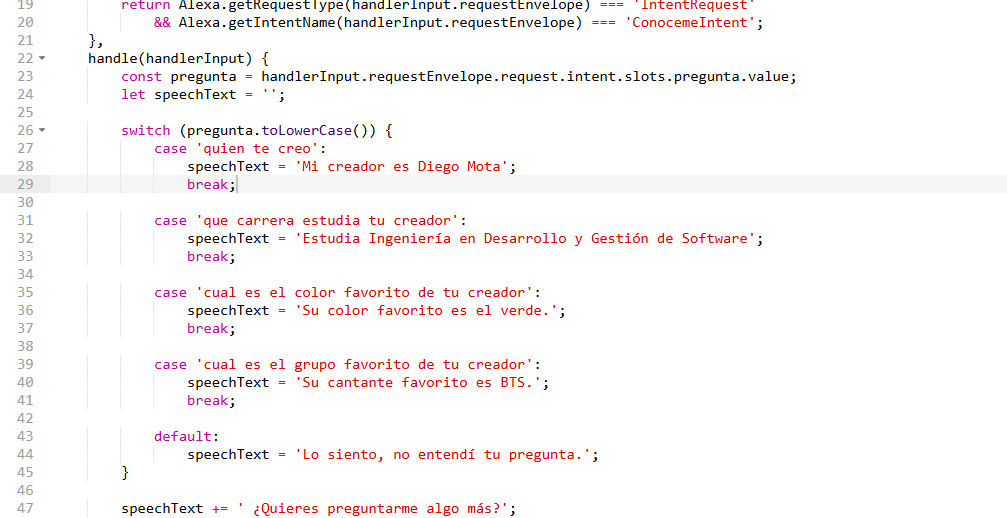 19 return Alexa.getRequestType(handlerInput.requestEnvelope) === 'IntentRequest'
20 && Alexa.getIntentName(handlerInput.requestEnvelope) === 'ConocemeIntent';
21 },
22 handle(handlerInput) {
23 const pregunta = handlerInput.requestEnvelope.request.intent.slots.pregunta.value;
24 let speechText = '';
25
26 switch (pregunta.toLowerCase()) {
27 case 'quien te creo':
28 speechText = 'Mi creador es Diego Mota';
29 break;
30
31 case 'que carrera estudia tu creador':
32 speechText = 'Estudia Ingeniería en Desarrollo y Gestión de Software';
33 break;
34
35 case 'cual es el color favorito de tu creador':
36 speechText = 'Su color favorito es el verde.';
37 break;
38
39 case 'cual es el grupo favorito de tu creador':
40 speechText = 'Su cantante favorito es BTS.';
41 break;
42
43 default:
44 speechText = 'Lo siento, no entendí tu pregunta.';
45 }
46
47 speechText += ' ¿Quieres preguntarme algo más?';